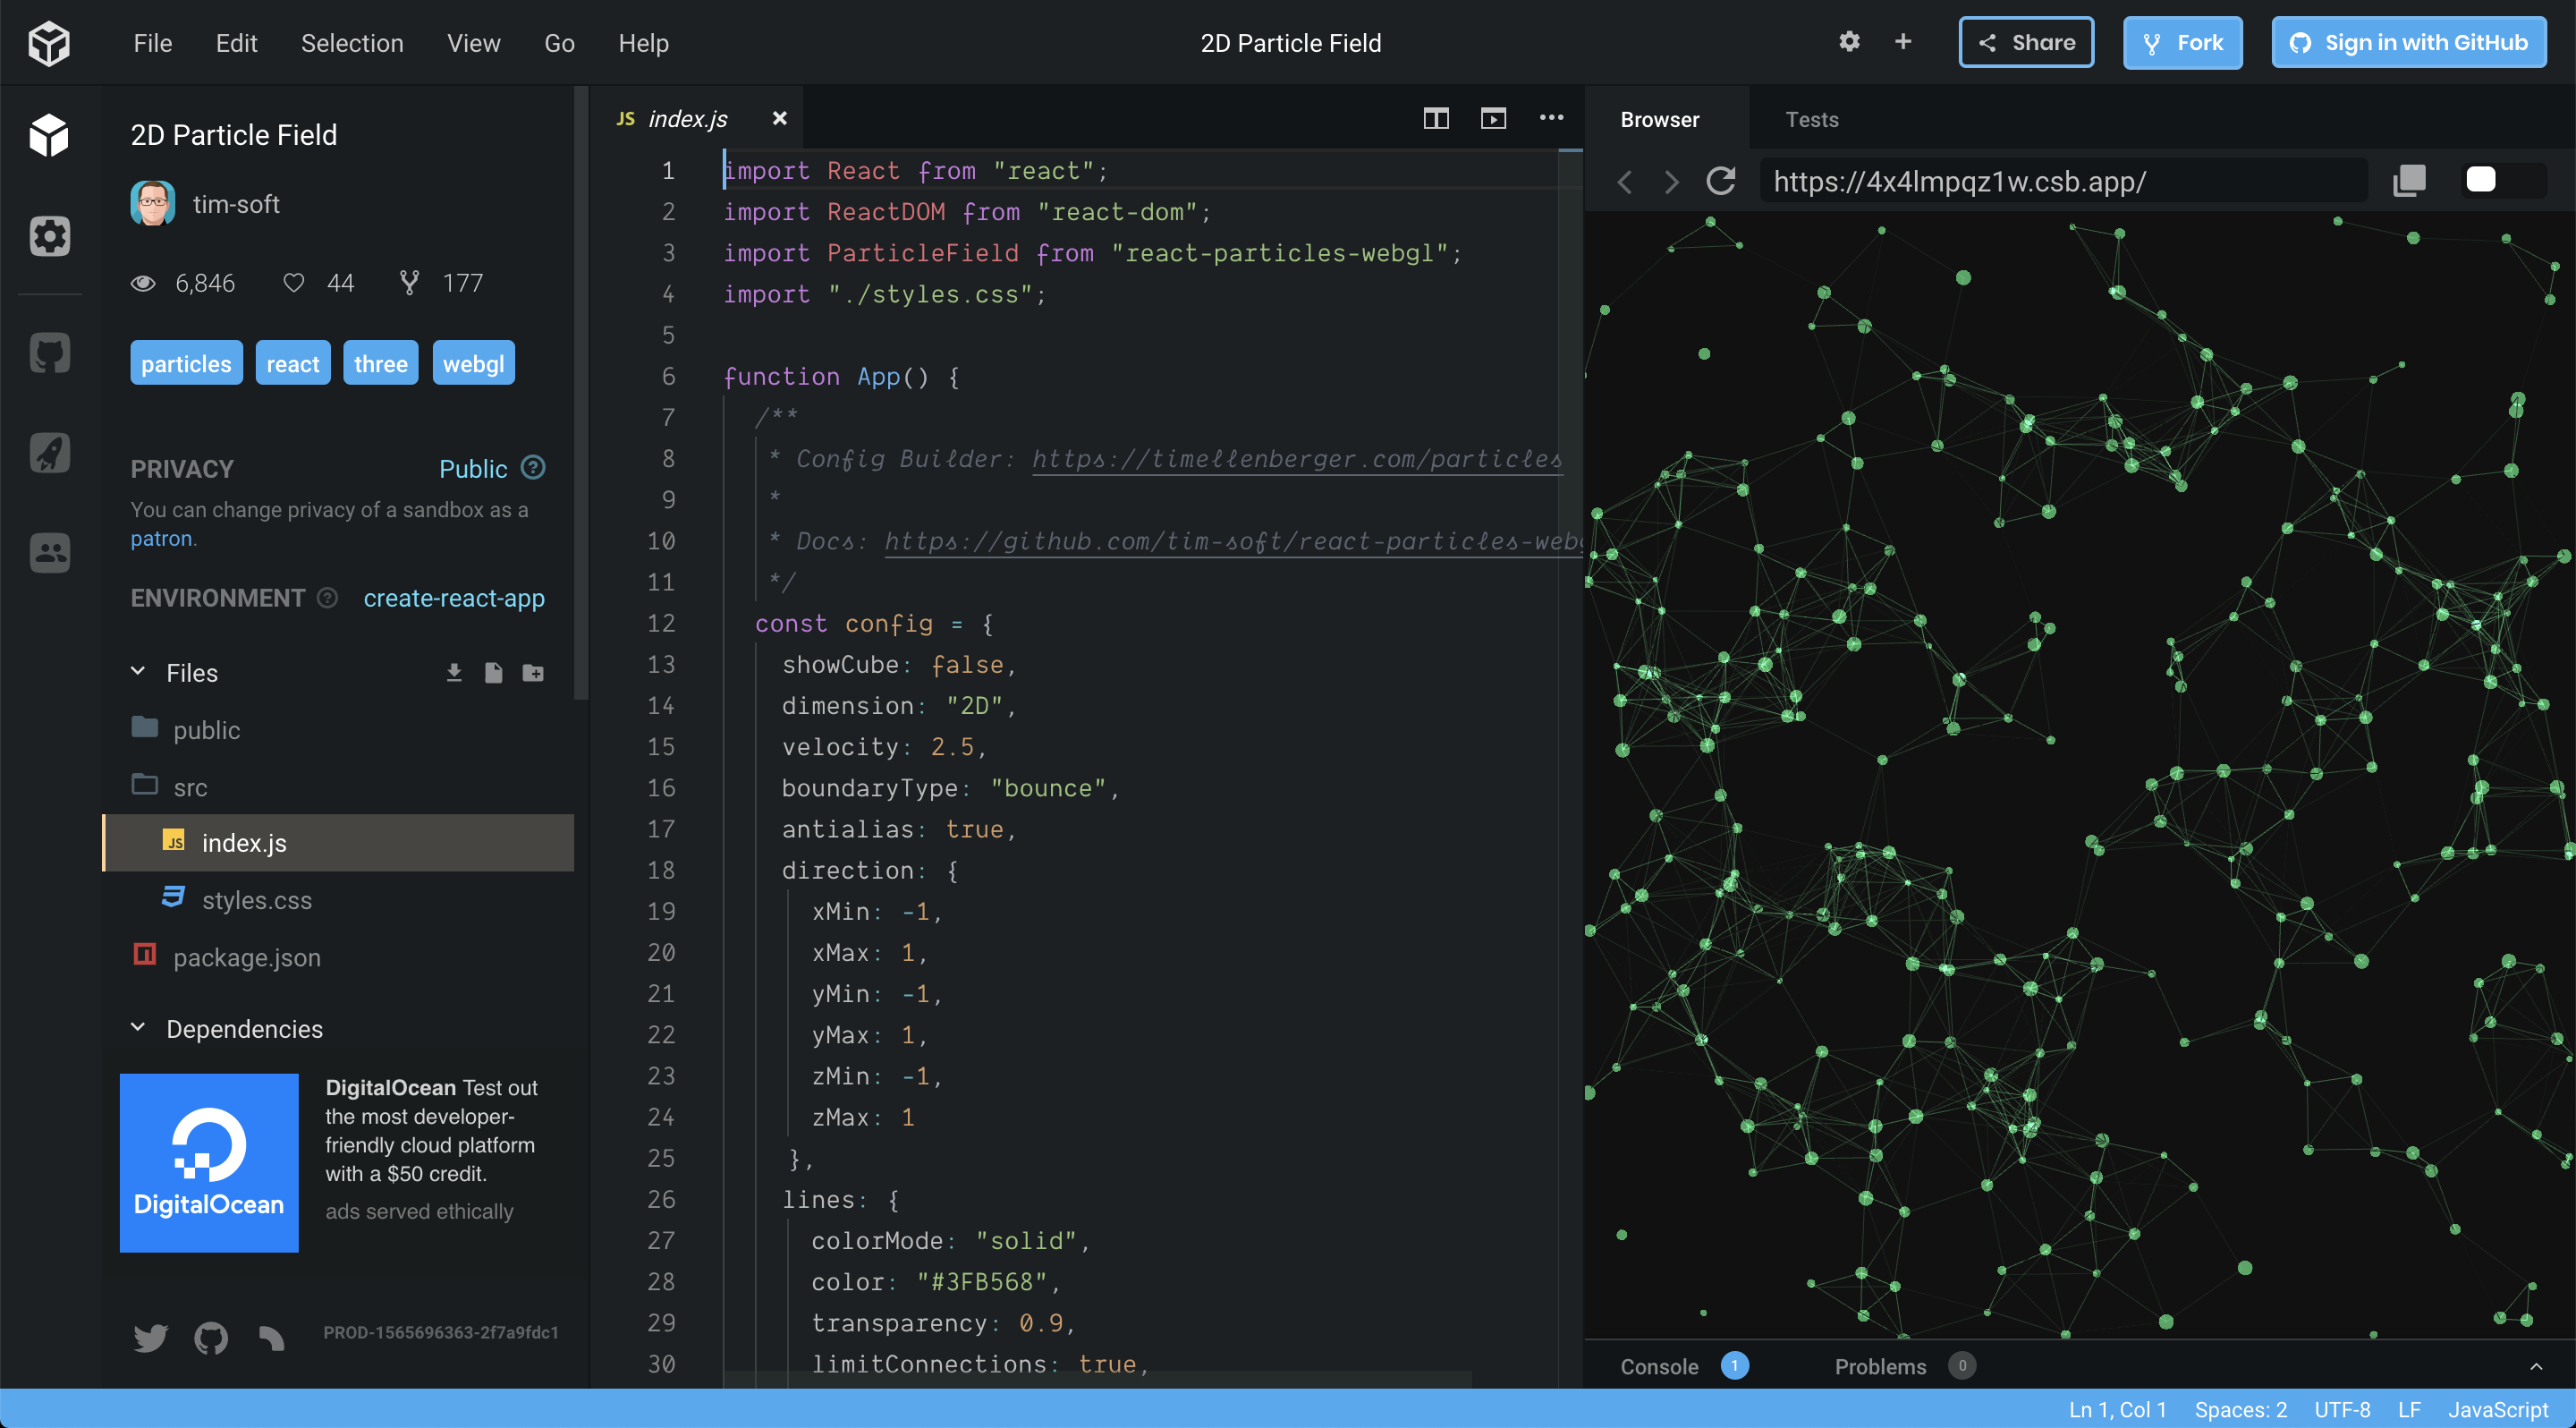 File Edit Selection View Go Help
2D Particle Field
Share
Fork
Sign in with GitHub
2D Particle Field
tim-soft
6,846 44 177
particles react three webgl
PRIVACY Public ?
You can change privacy of a sandbox as a
patron.
ENVIRONMENT ? create-react-app
Files
public
src
JS index.js
styles.css
package.json
Dependencies
DigitalOcean
DigitalOcean Test out
the most developer-
friendly cloud platform
with a $50 credit.
ads served ethically
PROD-1565696363-2f7a9fdc1
JS index.js
1 import React from "react";
2 import ReactDOM from "react-dom";
3 import ParticleField from "react-particles-webgl";
4 import "./styles.css";
5
6 function App() {
7 /**
8 * Config Builder: https://timellenberger.com/particles
9 *
10 * Docs: https://github.com/tim-soft/react-particles-web
11 */
12 const config = {
13 showCube: false,
14 dimension: "2D",
15 velocity: 2.5,
16 boundaryType: "bounce",
17 antialias: true,
18 direction: {
19 xMin: -1,
20 xMax: 1,
21 yMin: -1,
22 yMax: 1,
23 zMin: -1,
24 zMax: 1
25 },
26 lines: {
27 colorMode: "solid",
28 color: "#3FB568",
29 transparency: 0.9,
30 limitConnections: true,
Browser Tests
https://4x4lmpqz1w.csb.app/
Console 1 Problems 0
Ln 1, Col 1 Spaces: 2 UTF-8 LF JavaScript